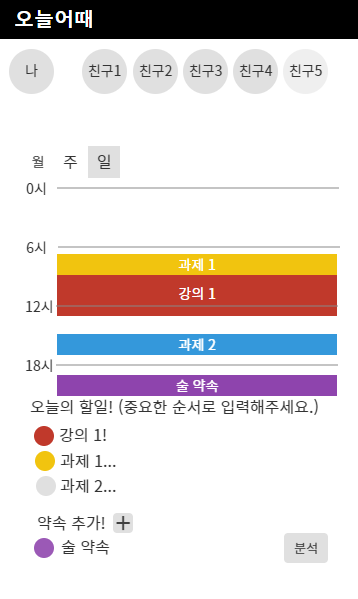 오늘어때
나 친구1 친구2 친구3 친구4 친구5
월 주 일
0시
6시
과제 1
강의 1
12시
과제 2
18시
술 약속
오늘의 할일! (중요한 순서로 입력해주세요.)
강의 1!
과제 1...
과제 2...
약속 추가! +
술 약속
분석